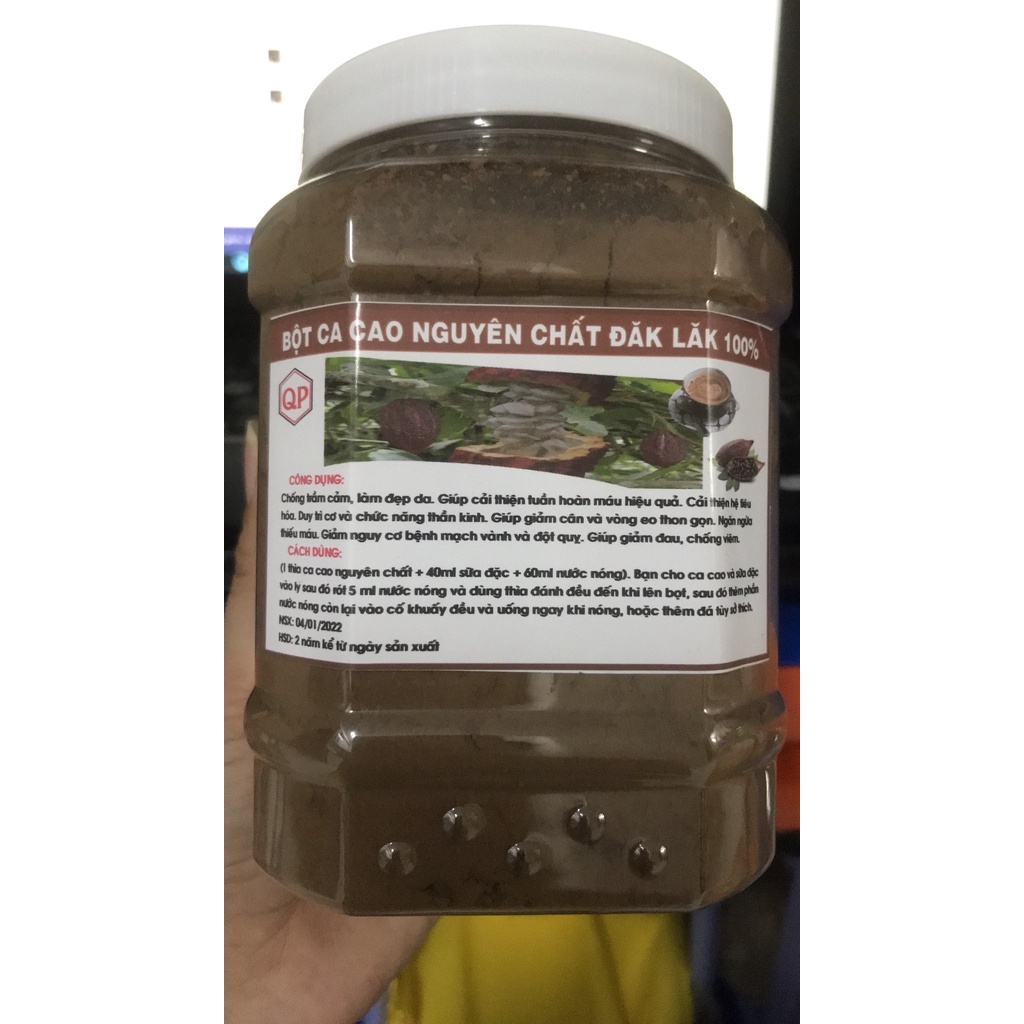 BỘT CA CAO NGUYÊN CHẤT ĐĂK LĂK 100%
QP
CÔNG DỤNG:
Chống trầm cảm, làm đẹp da. Giúp cải thiện tuần hoàn máu hiệu quả. Cải thiện hệ tiêu
hóa. Duy trì cơ và chức năng thần kinh. Giúp giảm cân và vòng eo thon gọn. Ngăn ngừa
thiếu máu. Giảm nguy cơ bệnh mạch vành và đột quỵ. Giúp giảm đau, chống viêm.
CÁCH DÙNG:
(1 thìa ca cao nguyên chất + 40ml sữa đặc + 60ml nước nóng). Bạn cho ca cao và sữa đặc
vào ly sau đó rót 5 ml nước nóng và dùng thìa đánh đều đến khi lên bọt, sau đó thêm phần
nước nóng còn lại vào cố khuấy đều và uống ngay khi nóng, hoặc thêm đá tùy sở thích.
NSX: 04/01/2022
HSD: 2 năm kể từ ngày sản xuất